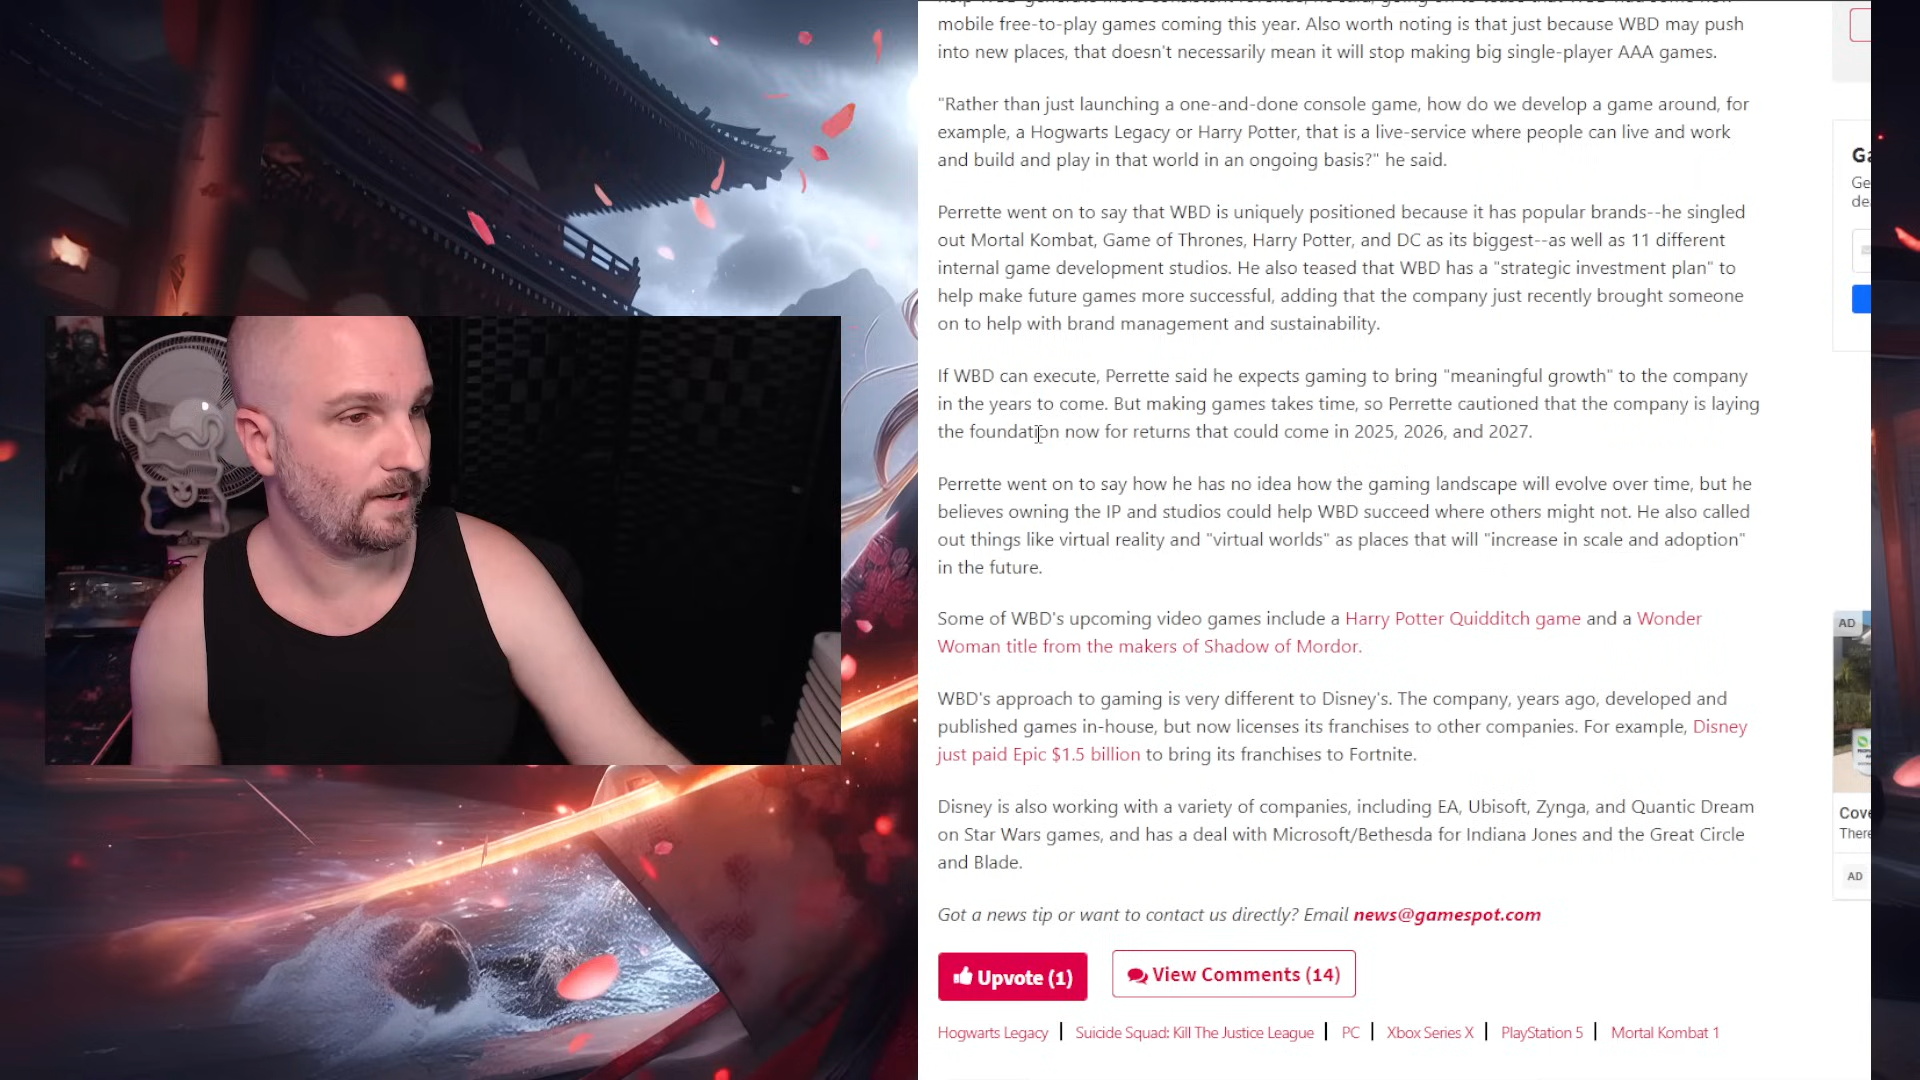 mobile free-to-play games coming this year. Also worth noting is that just because WBD may push
into new places, that doesn't necessarily mean it will stop making big single-player AAA games.
"Rather than just launching a one-and-done console game, how do we develop a game around, for
example, a Hogwarts Legacy or Harry Potter, that is a live-service where people can live and work
and build and play in that world in an ongoing basis?" he said.
Perrette went on to say that WBD is uniquely positioned because it has popular brands--he singled
out Mortal Kombat, Game of Thrones, Harry Potter, and DC as its biggest--as well as 11 different
internal game development studios. He also teased that WBD has a "strategic investment plan" to
help make future games more successful, adding that the company just recently brought someone
on to help with brand management and sustainability.
If WBD can execute, Perrette said he expects gaming to bring "meaningful growth" to the company
in the years to come. But making games takes time, so Perrette cautioned that the company is laying
the foundation now for returns that could come in 2025, 2026, and 2027.
Perrette went on to say how he has no idea how the gaming landscape will evolve over time, but he
believes owning the IP and studios could help WBD succeed where others might not. He also called
out things like virtual reality and "virtual worlds" as places that will "increase in scale and adoption"
in the future.
Some of WBD's upcoming video games include a Harry Potter Quidditch game and a Wonder
Woman title from the makers of Shadow of Mordor.
WBD's approach to gaming is very different to Disney's. The company, years ago, developed and
published games in-house, but now licenses its franchises to other companies. For example, Disney
just paid Epic $1.5 billion to bring its franchises to Fortnite.
Disney is also working with a variety of companies, including EA, Ubisoft, Zynga, and Quantic Dream
on Star Wars games, and has a deal with Microsoft/Bethesda for Indiana Jones and the Great Circle
and Blade.
Got a news tip or want to contact us directly? Email news@gamespot.com
Upvote (1)
View Comments (14)
Hogwarts Legacy | Suicide Squad: Kill The Justice League | PC | Xbox Series X | PlayStation 5 | Mortal Kombat 1
Ge
de
AD
Cove
There
AD